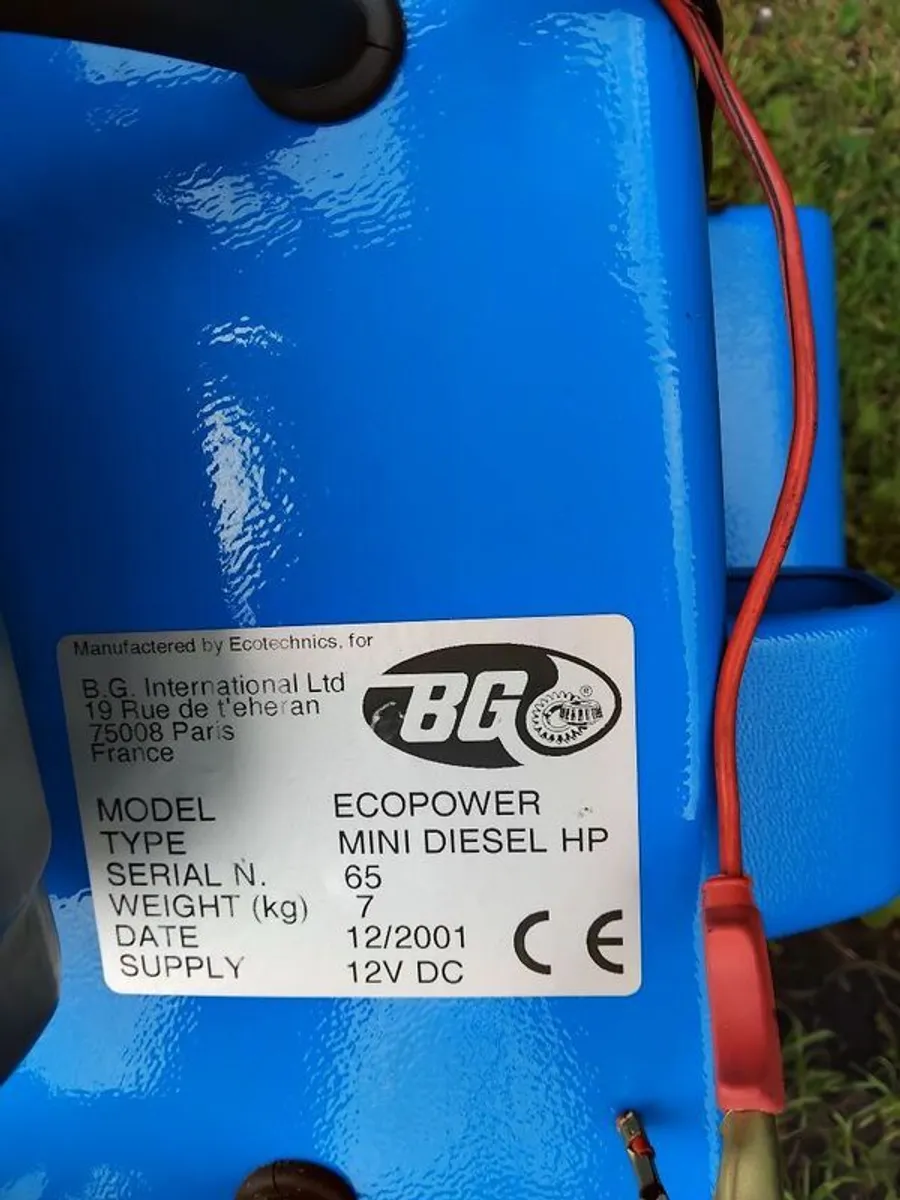 Manufactered by Ecotechnics, for
B.G. International Ltd
19 Rue de t'eheran
75008 Paris
France
BG
®
MODEL ECOPOWER
TYPE MINI DIESEL HP
SERIAL N. 65
WEIGHT (kg) 7
DATE 12/2001
SUPPLY 12V DC
CE